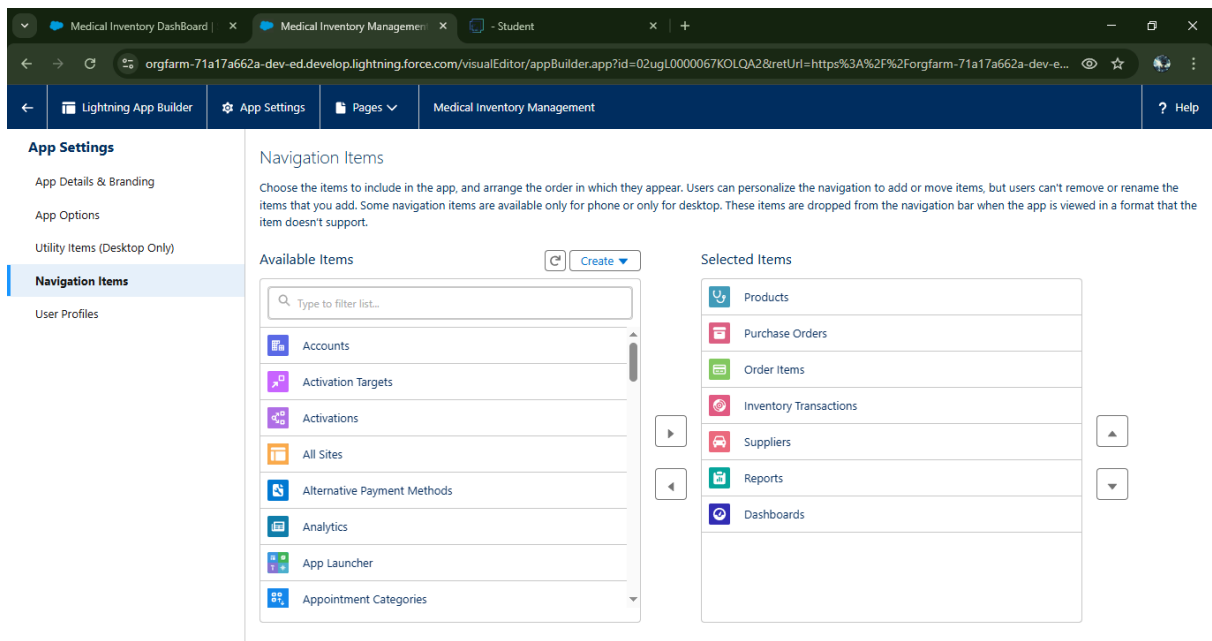 Medical Inventory DashBoard |
Medical Inventory Managemen
- Student
orgfarm-71a17a662a-dev-ed.develop.lightning.force.com/visualEditor/appBuilder.app?id=02ugL0000067KOLQA2&retUrl=https%3A%2F%2Forgfarm-71a17a662a-dev-e...
Lightning App Builder
App Settings
Pages
Medical Inventory Management
? Help
App Settings
App Details & Branding
App Options
Utility Items (Desktop Only)
Navigation Items
User Profiles
Navigation Items
Choose the items to include in the app, and arrange the order in which they appear. Users can personalize the navigation to add or move items, but users can't remove or rename the
items that you add. Some navigation items are available only for phone or only for desktop. These items are dropped from the navigation bar when the app is viewed in a format that the
item doesn't support.
Available Items
Create
Type to filter list...
Accounts
Activation Targets
Activations
All Sites
Alternative Payment Methods
Analytics
App Launcher
Appointment Categories
Selected Items
Products
Purchase Orders
Order Items
Inventory Transactions
Suppliers
Reports
Dashboards